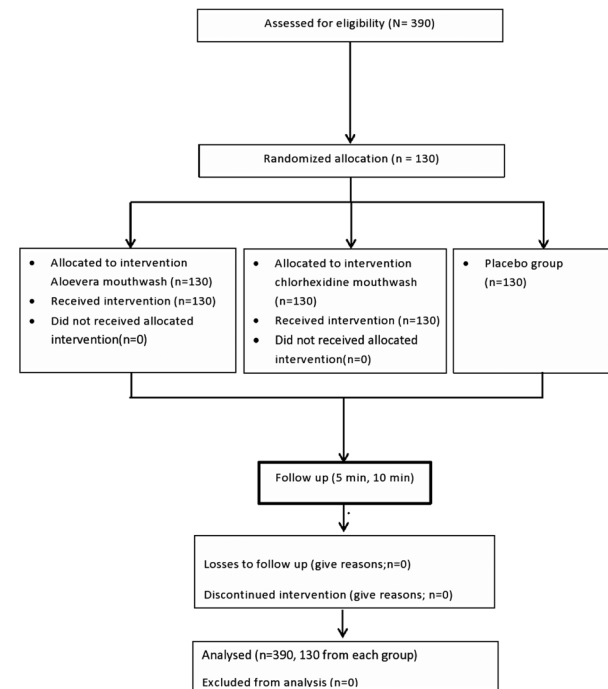 Assessed for eligibility (N= 390)
Randomized allocation (n = 130)
• Allocated to intervention
Aloevera mouthwash (n=130)
• Received intervention (n=130)
• Did not received allocated
intervention(n=0)
• Allocated to intervention
chlorhexidine mouthwash
(n=130)
• Received intervention (n=130)
• Did not received allocated
intervention(n=0)
• Placebo group
(n=130)
Follow up (5 min, 10 min)
Losses to follow up (give reasons;n=0)
Discontinued intervention (give reasons; n=0)
Analysed (n=390, 130 from each group)
Excluded from analysis (n=0)